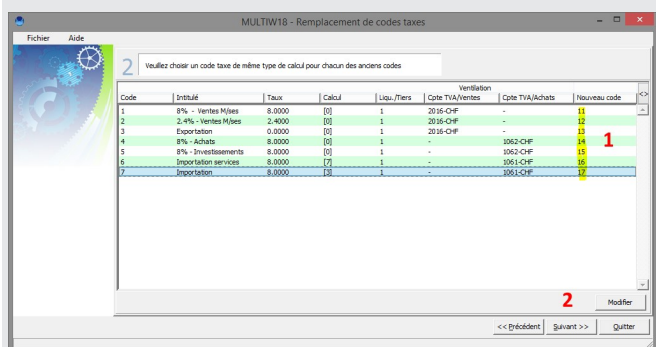 MULTIW18 - Remplacement de codes taxes
Fichier Aide
2 Veuillez choisir un code taxe de même type de calcul pour chacun des anciens codes
Ventilation
Code Intitulé Taux Calcul Liqu./Tiers Cpte TVA/Ventes Cpte TVA/Achats Nouveau code <>
1 8% - Ventes M/ses 8.0000 [0] 1 2016-CHF - 11
2 2.4% - Ventes M/ses 2.4000 [0] 1 2016-CHF - 12
3 Exportation 0.0000 [0] 1 2016-CHF - 13
4 8% - Achats 8.0000 [0] 1 - 1062-CHF 14
1
5 8% - Investissements 8.0000 [0] 1 - 1062-CHF 15
6 Importation services 8.0000 [7] 1 - 1061-CHF 16
7 Importation 8.0000 [3] 1 - 1061-CHF 17
2 Modifier
<< Précédent Suivant >> Quitter